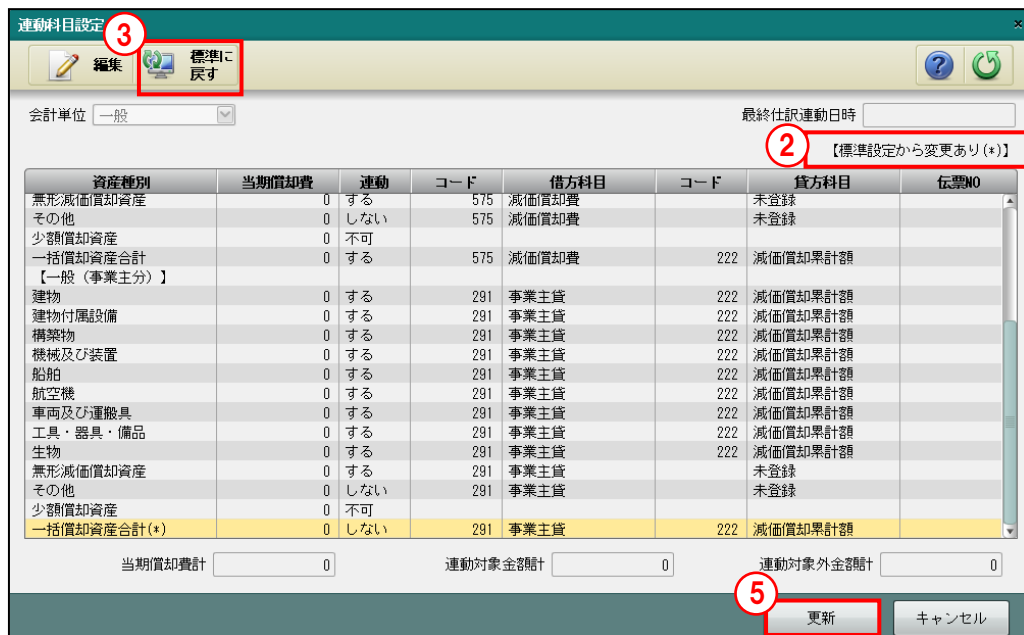 連動科目設定
×
③
編集
標準に
戻す
?
会計単位 一般
最終仕訳連動日時
②
【標準設定から変更あり(*)】
資産種別 当期償却費 連動 コード 借方科目 コード 貸方科目 伝票NO
無形減価償却資産 0 する 575 減価償却費 未登録
その他 0 しない 575 減価償却費 未登録
少額償却資産 0 不可
一括償却資産合計 0 する 575 減価償却費 222 減価償却累計額
【一般（事業主分）】
建物 0 する 291 事業主貸 222 減価償却累計額
建物付属設備 0 する 291 事業主貸 222 減価償却累計額
構築物 0 する 291 事業主貸 222 減価償却累計額
機械及び装置 0 する 291 事業主貸 222 減価償却累計額
船舶 0 する 291 事業主貸 222 減価償却累計額
航空機 0 する 291 事業主貸 222 減価償却累計額
車両及び運搬具 0 する 291 事業主貸 222 減価償却累計額
工具・器具・備品 0 する 291 事業主貸 222 減価償却累計額
生物 0 する 291 事業主貸 222 減価償却累計額
無形減価償却資産 0 する 291 事業主貸 未登録
その他 0 しない 291 事業主貸 未登録
少額償却資産 0 不可
一括償却資産合計(*) 0 しない 291 事業主貸 222 減価償却累計額
当期償却費計 0 連動対象金額計 0 連動対象外金額計 0
⑤
更新 キャンセル